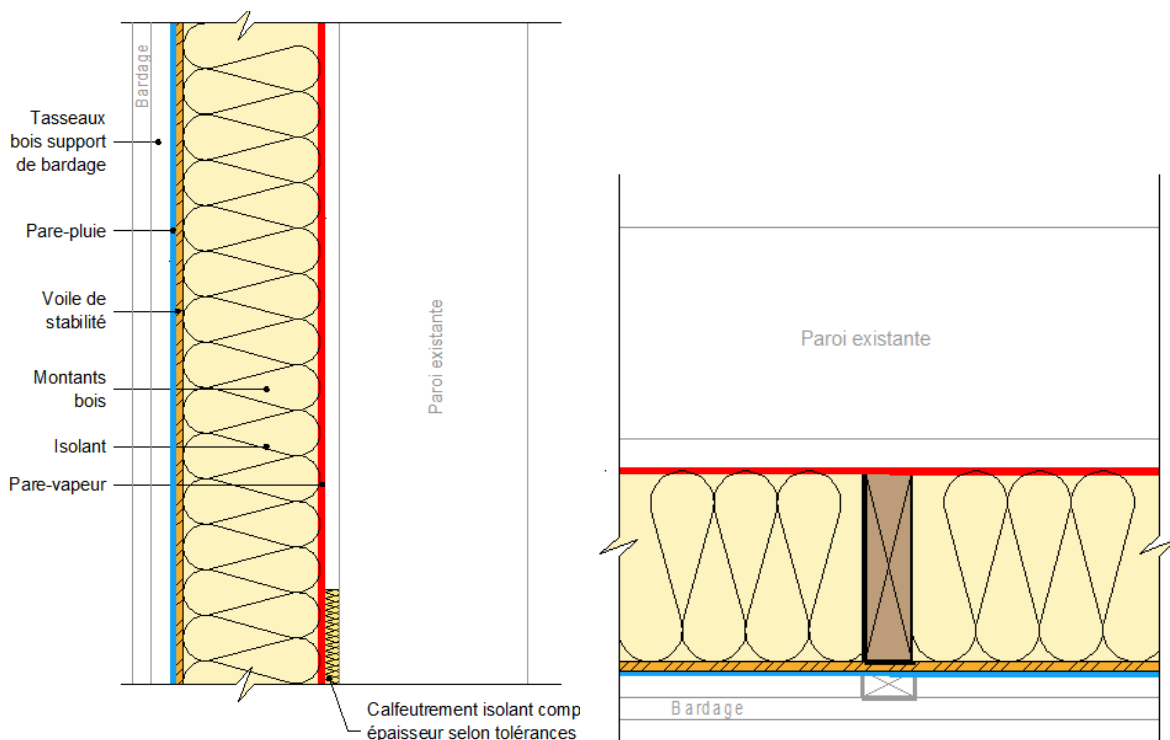 Bardage
Tasseaux
bois support
de bardage
Pare-pluie
Voile de
stabilité
Montants
bois
Isolant
Pare-vapeur
Paroi existante
Calfeutrement isolant comp
épaisseur selon tolérances
Paroi existante
Bardage